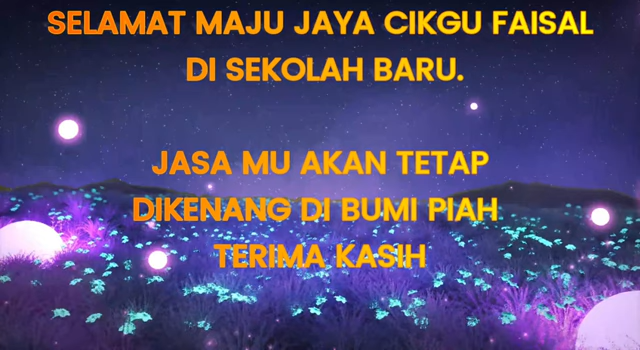 SELAMAT MAJU JAYA CIKGU FAISAL
DI SEKOLAH BARU.
JASA MU AKAN TETAP
DIKENANG DI BUMI PIAH
TERIMA KASIH